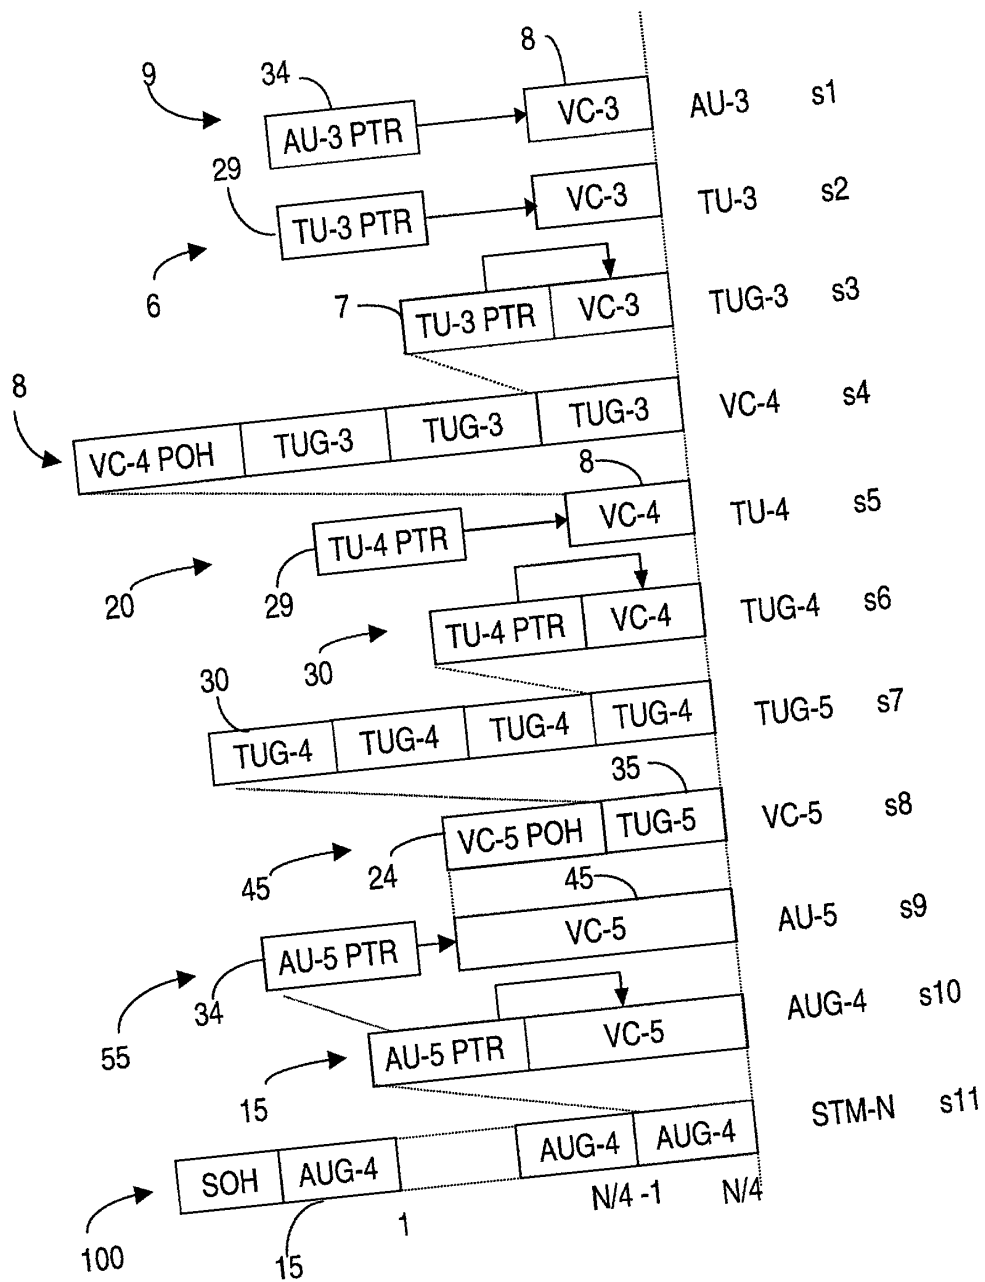 8
9 34
AU-3 PTR VC-3 AU-3 s1
29
TU-3 PTR VC-3 TU-3 s2
6
7 TU-3 PTR VC-3 TUG-3 s3
8
VC-4 POH TUG-3 TUG-3 TUG-3 VC-4 s4
8
TU-4 PTR VC-4 TU-4 s5
20 29
TU-4 PTR VC-4 TUG-4 s6
30
30
TUG-4 TUG-4 TUG-4 TUG-4 TUG-5 s7
35
VC-5 POH TUG-5 VC-5 s8
45 24
45
AU-5 PTR VC-5 AU-5 s9
34
55
AU-5 PTR VC-5 AUG-4 s10
15
SOH AUG-4 AUG-4 AUG-4 STM-N s11
1 N/4 -1 N/4
100 15